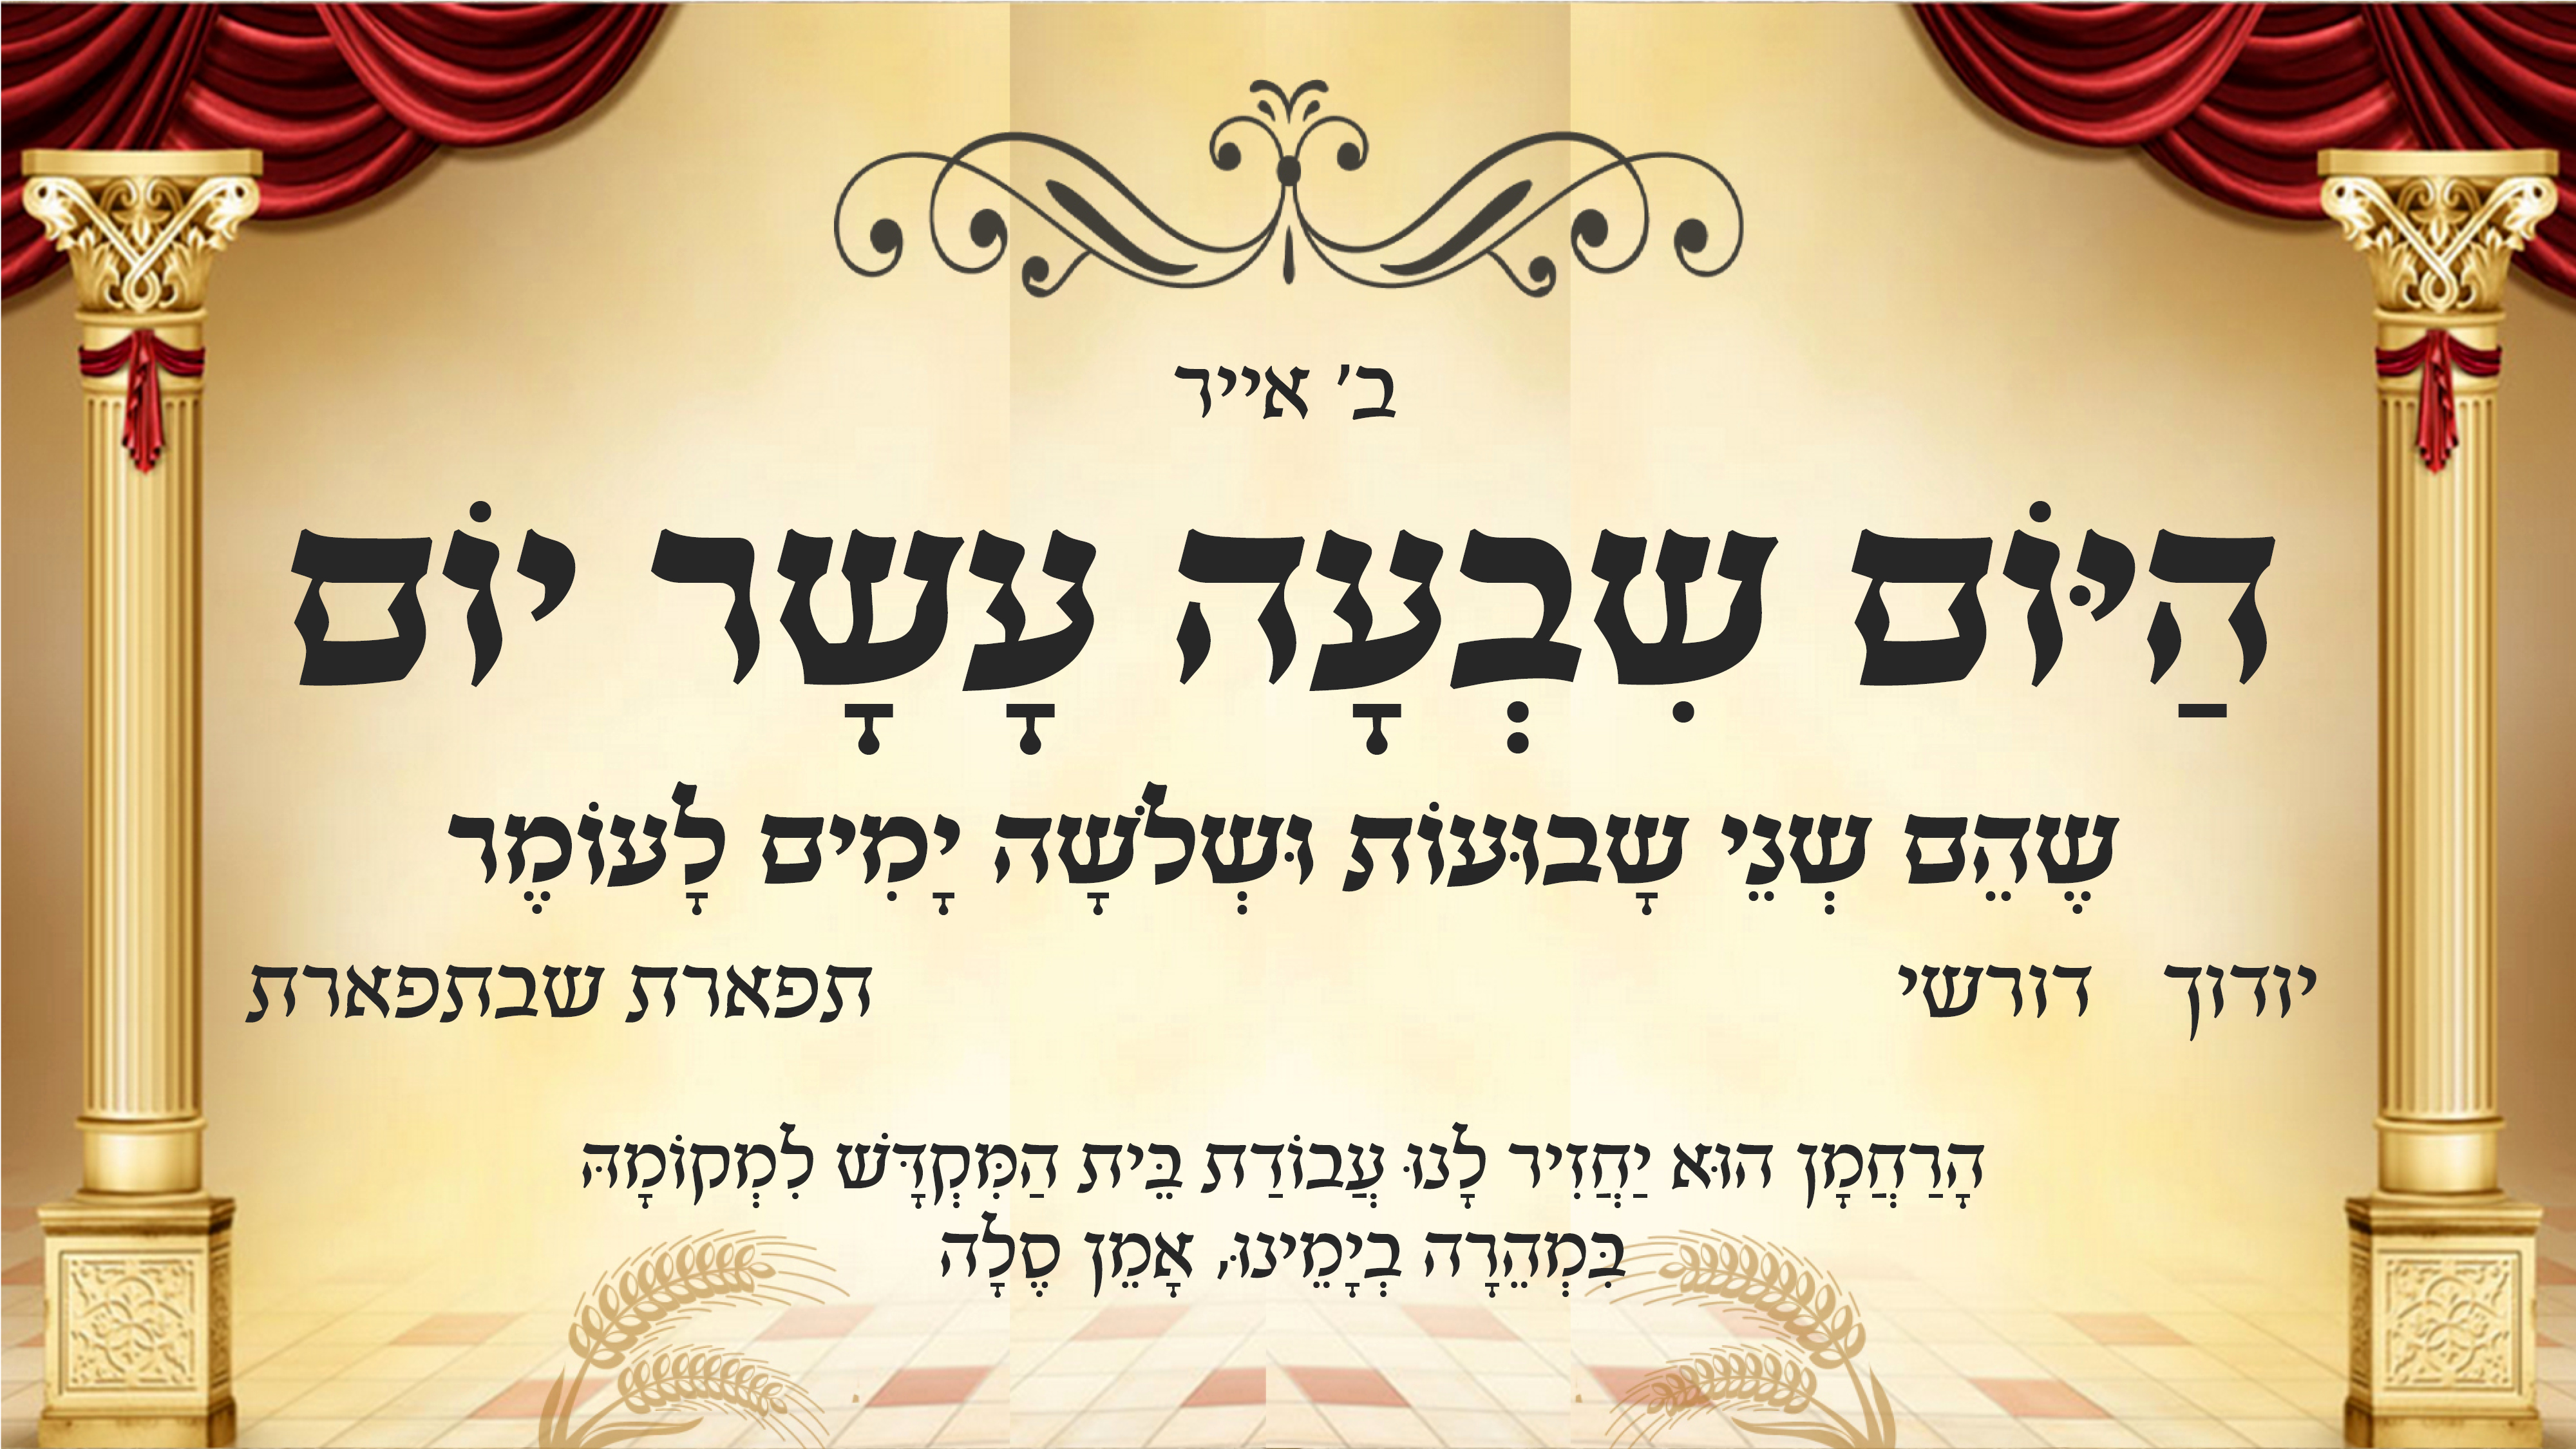 ב' אייר
הַיּוֹם שִׁבְעָה עָשָׂר יוֹם
שֶׁהֵם שְׁנֵי שָׁבוּעוֹת וּשְׁלֹשָׁה יָמִים לָעוֹמֶר
יודוך דורשי תפארת שבתפארת
הָרַחֲמָן הוּא יַחֲזִיר לָנוּ עֲבוֹדַת בֵּית הַמִּקְדָּשׁ לִמְקוֹמָהּ
בִּמְהֵרָה בְיָמֵינוּ, אָמֵן סֶלָה